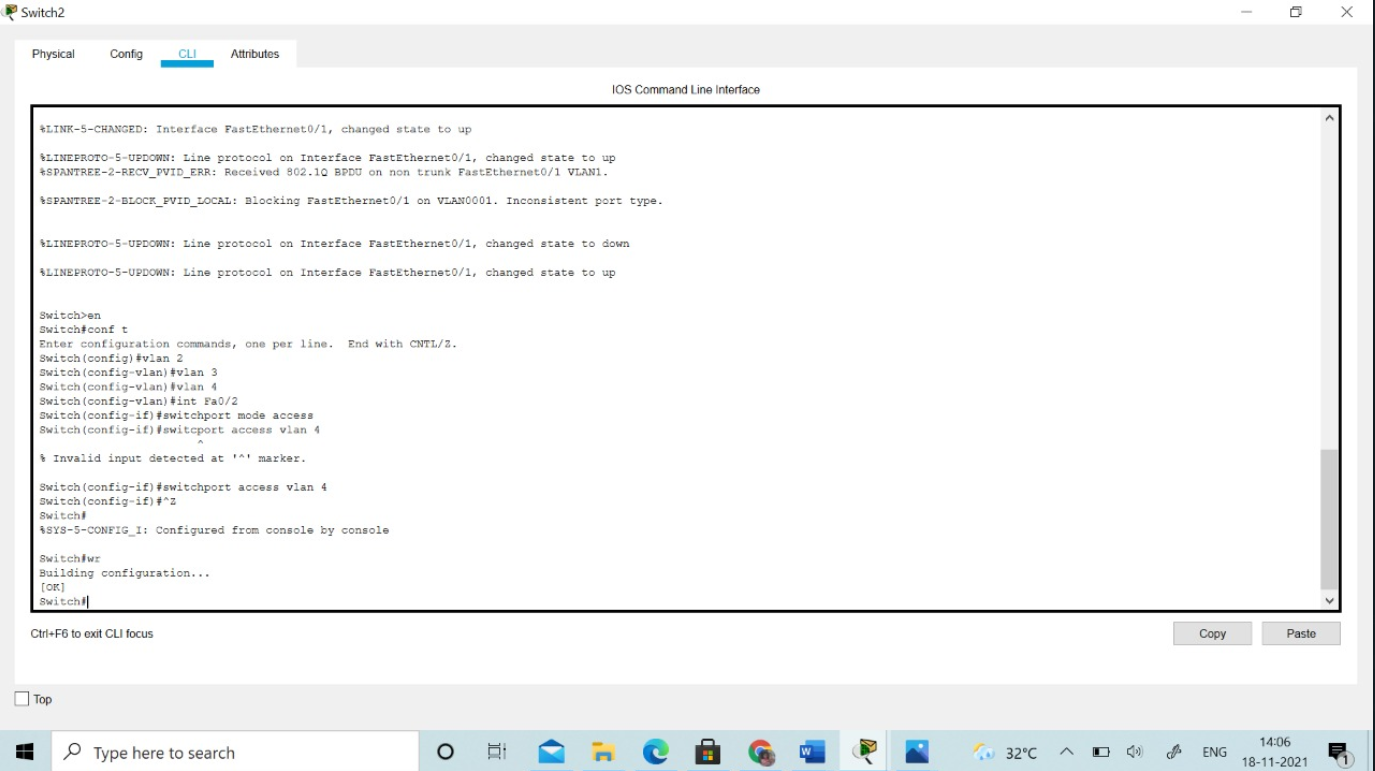 Switch2
Physical Config CLI Attributes
IOS Command Line Interface
%LINK-5-CHANGED: Interface FastEthernet0/1, changed state to up
%LINEPROTO-5-UPDOWN: Line protocol on Interface FastEthernet0/1, changed state to up
%SPANTREE-2-RECV_PVID_ERR: Received 802.1Q BPDU on non trunk FastEthernet0/1 VLAN1.
%SPANTREE-2-BLOCK_PVID_LOCAL: Blocking FastEthernet0/1 on VLAN0001. Inconsistent port type.
%LINEPROTO-5-UPDOWN: Line protocol on Interface FastEthernet0/1, changed state to down
%LINEPROTO-5-UPDOWN: Line protocol on Interface FastEthernet0/1, changed state to up
Switch>en
Switch#conf t
Enter configuration commands, one per line.  End with CNTL/Z.
Switch(config)#vlan 2
Switch(config-vlan)#vlan 3
Switch(config-vlan)#vlan 4
Switch(config-vlan)#int Fa0/2
Switch(config-if)#switchport mode access
Switch(config-if)#switcport access vlan 4
^
% Invalid input detected at '^' marker.
Switch(config-if)#switchport access vlan 4
Switch(config-if)#^Z
Switch#
%SYS-5-CONFIG_I: Configured from console by console
Switch#wr
Building configuration...
[OK]
Switch#
Ctrl+F6 to exit CLI focus
Copy Paste
Top
Type here to search
32°C ENG
14:06
18-11-2021
1